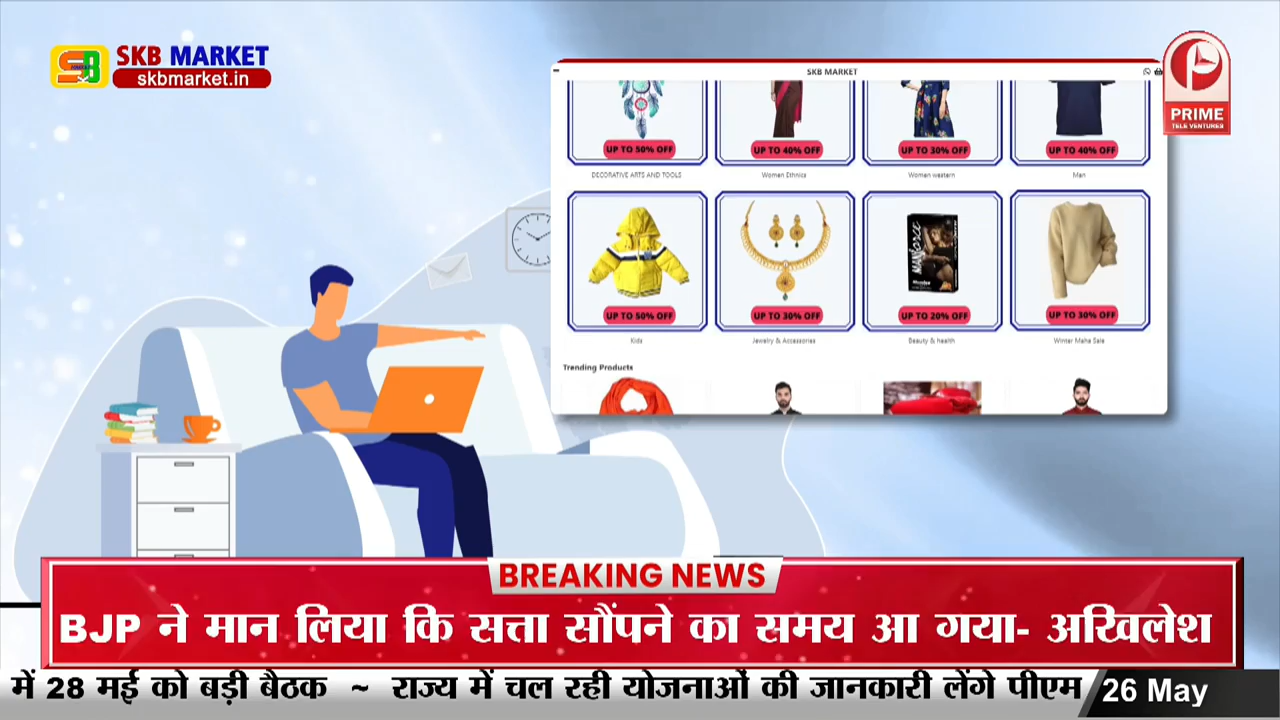 SKB MARKET
skbmarket.in
SKB MARKET
PRIME
TELE VENTURES
UP TO 50% OFF
UP TO 40% OFF
UP TO 30% OFF
UP TO 40% OFF
DECORATIVE ARTS AND TOOLS
Women Ethnics
Women western
Man
MANFORCE
UP TO 50% OFF
UP TO 30% OFF
UP TO 20% OFF
UP TO 30% OFF
Kids
Jewelry & Accessories
Beauty & health
Winter Maha Sale
Trending Products
BREAKING NEWS
BJP ने मान लिया कि सत्ता सौंपने का समय आ गया- अखिलेश
में 28 मई को बड़ी बैठक ~ राज्य में चल रही योजनाओं की जानकारी लेंगे पीएम
26 May